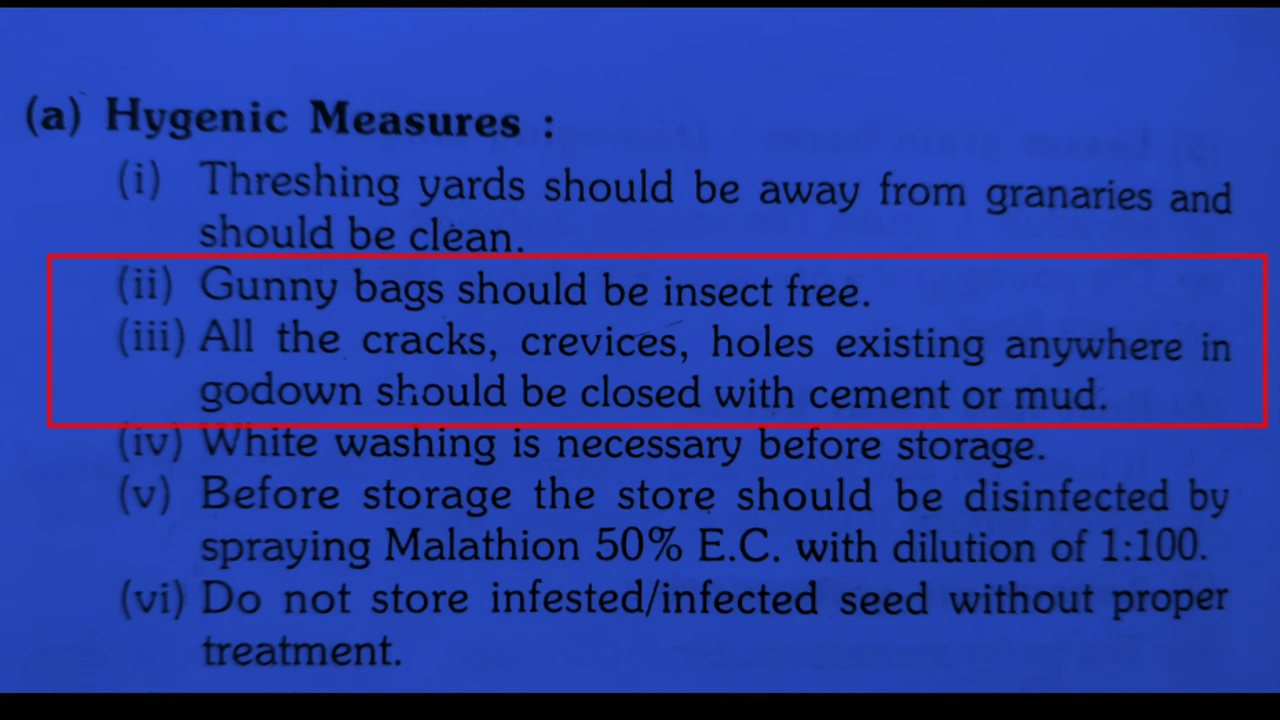 (a) Hygenic Measures :
(i) Threshing yards should be away from granaries and
should be clean.
(ii) Gunny bags should be insect free.
(iii) All the cracks, crevices, holes existing anywhere in
godown should be closed with cement or mud.
(iv) White washing is necessary before storage.
(v) Before storage the store should be disinfected by
spraying Malathion 50% E.C. with dilution of 1:100.
(vi) Do not store infested/infected seed without proper
treatment.